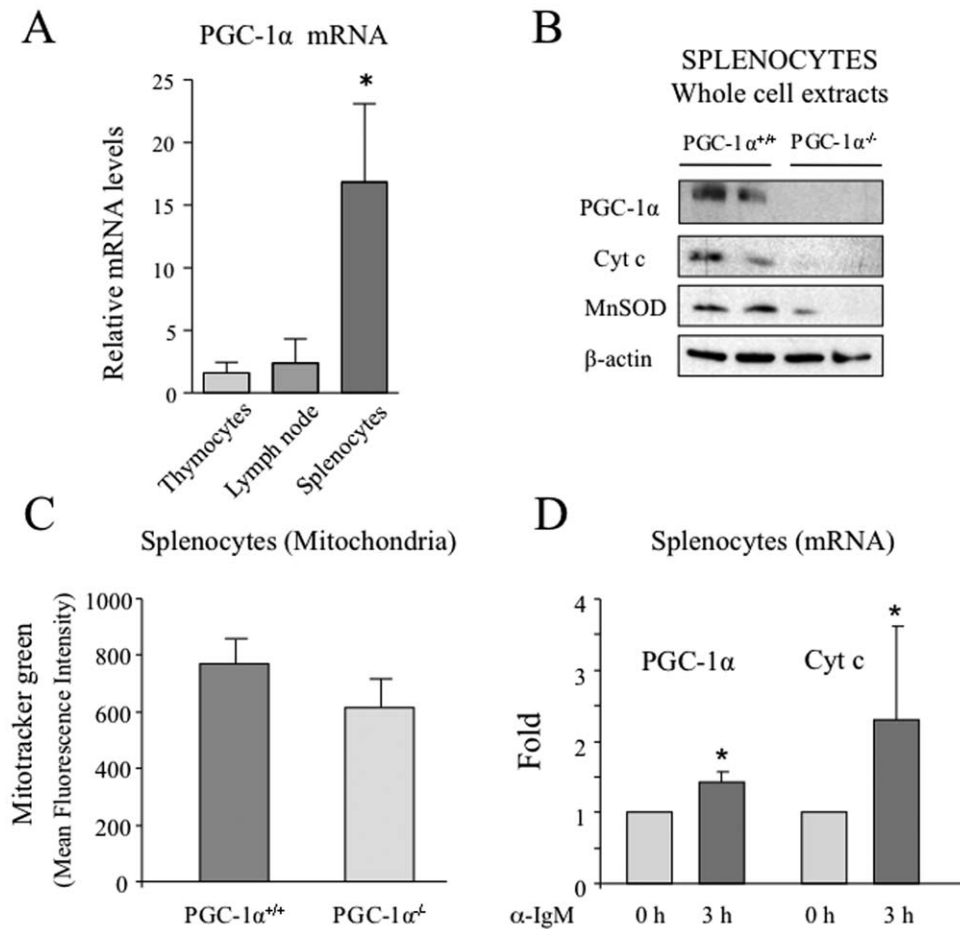 A
PGC-1α mRNA
Relative mRNA levels
25
20
15
10
5
0
*
Thymocytes
Lymph node
Splenocytes
B
SPLENOCYTES
Whole cell extracts
PGC-1α+/+ PGC-1α-/-
PGC-1α
Cyt c
MnSOD
β-actin
C
Splenocytes (Mitochondria)
Mitotracker green
(Mean Fluorescence Intensity)
1000
800
600
400
200
0
PGC-1α+/+ PGC-1α-/-
D
Splenocytes (mRNA)
Fold
4
3
2
1
0
PGC-1α Cyt c
* *
α-IgM 0 h 3 h 0 h 3 h